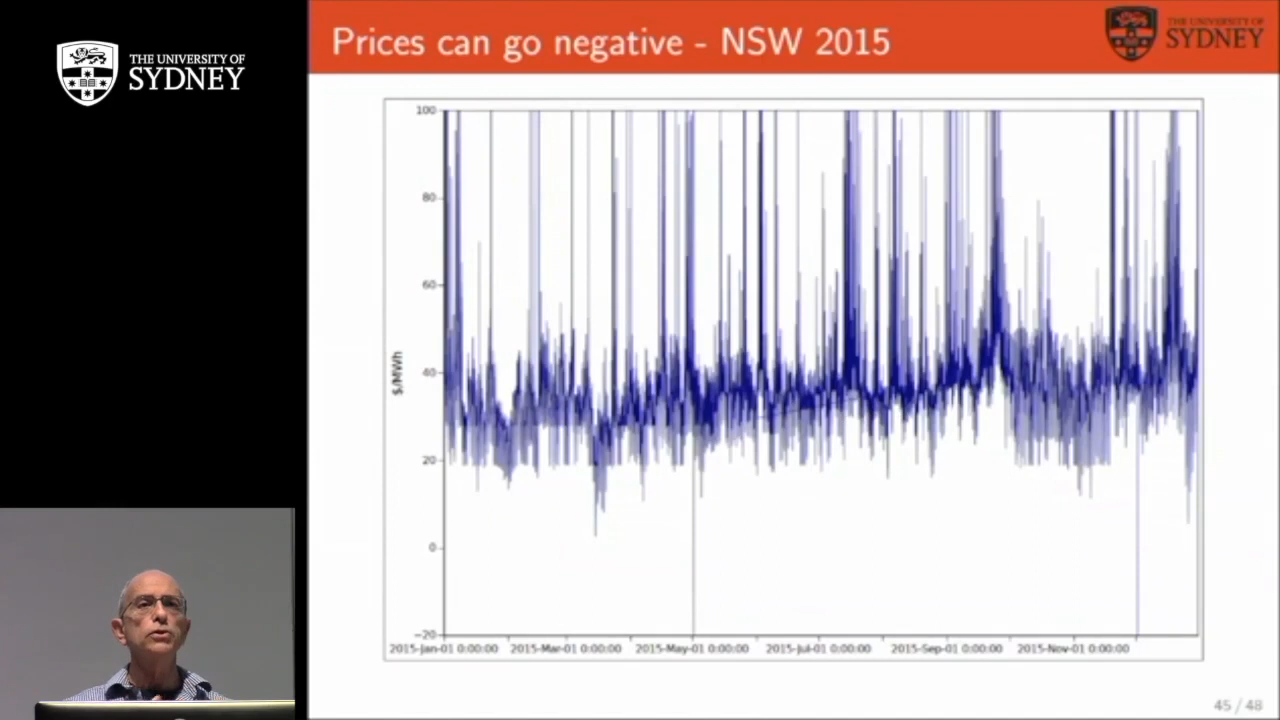 THE UNIVERSITY OF
SYDNEY
Prices can go negative - NSW 2015
THE UNIVERSITY OF
SYDNEY
100
80
60
40
20
0
-20
$/MWh
2015-Jan-01 0:00:00 2015-Mar-01 0:00:00 2015-May-01 0:00:00 2015-Jul-01 0:00:00 2015-Sep-01 0:00:00 2015-Nov-01 0:00:00
45 / 48